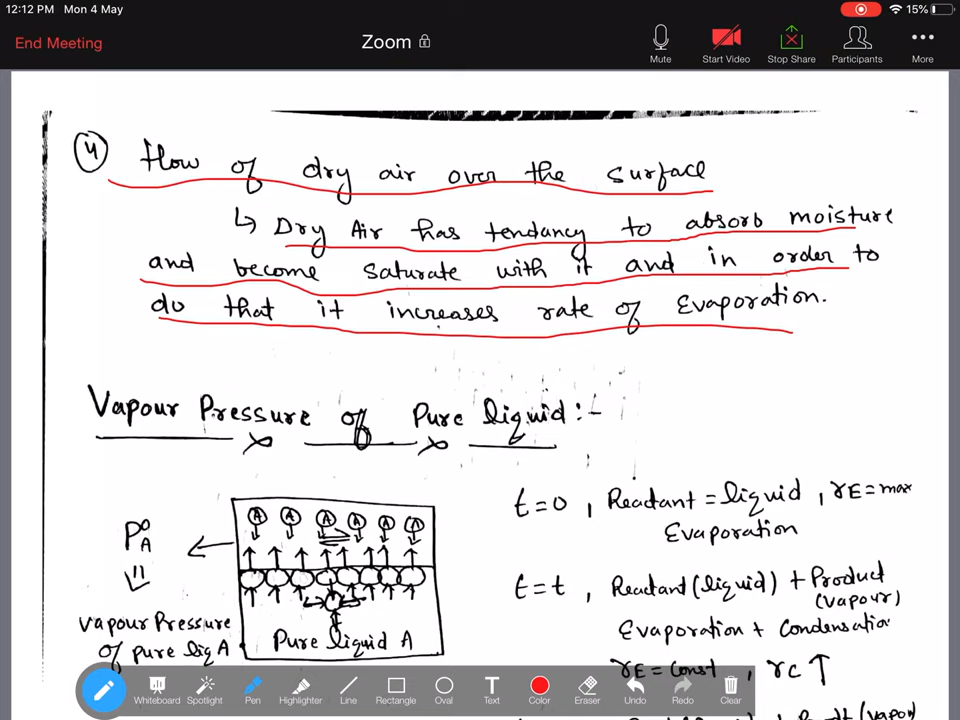 12:12 PM Mon 4 May
15%
End Meeting
Zoom
Mute
Start Video
Stop Share
Participants
More
4 flow of dry air over the surface
↳ Dry Air has tendancy to absorb moisture
and become saturate with it and in order to
do that it increases rate of Evaporation.
Vapour Pressure of Pure liquid :-
t=0, Reactant = liquid, rE = max
Evaporation
t=t, Reactant (liquid) + Product
(vapour)
Evaporation + Condensatio
rE = Const, rC ↑
A A A A A A
P°A
Vapour Pressure
of pure liq A.
Pure liquid A
Whiteboard
Spotlight
Pen
Highlighter
Line
Rectangle
Oval
Text
Color
Eraser
Undo
Redo
Clear